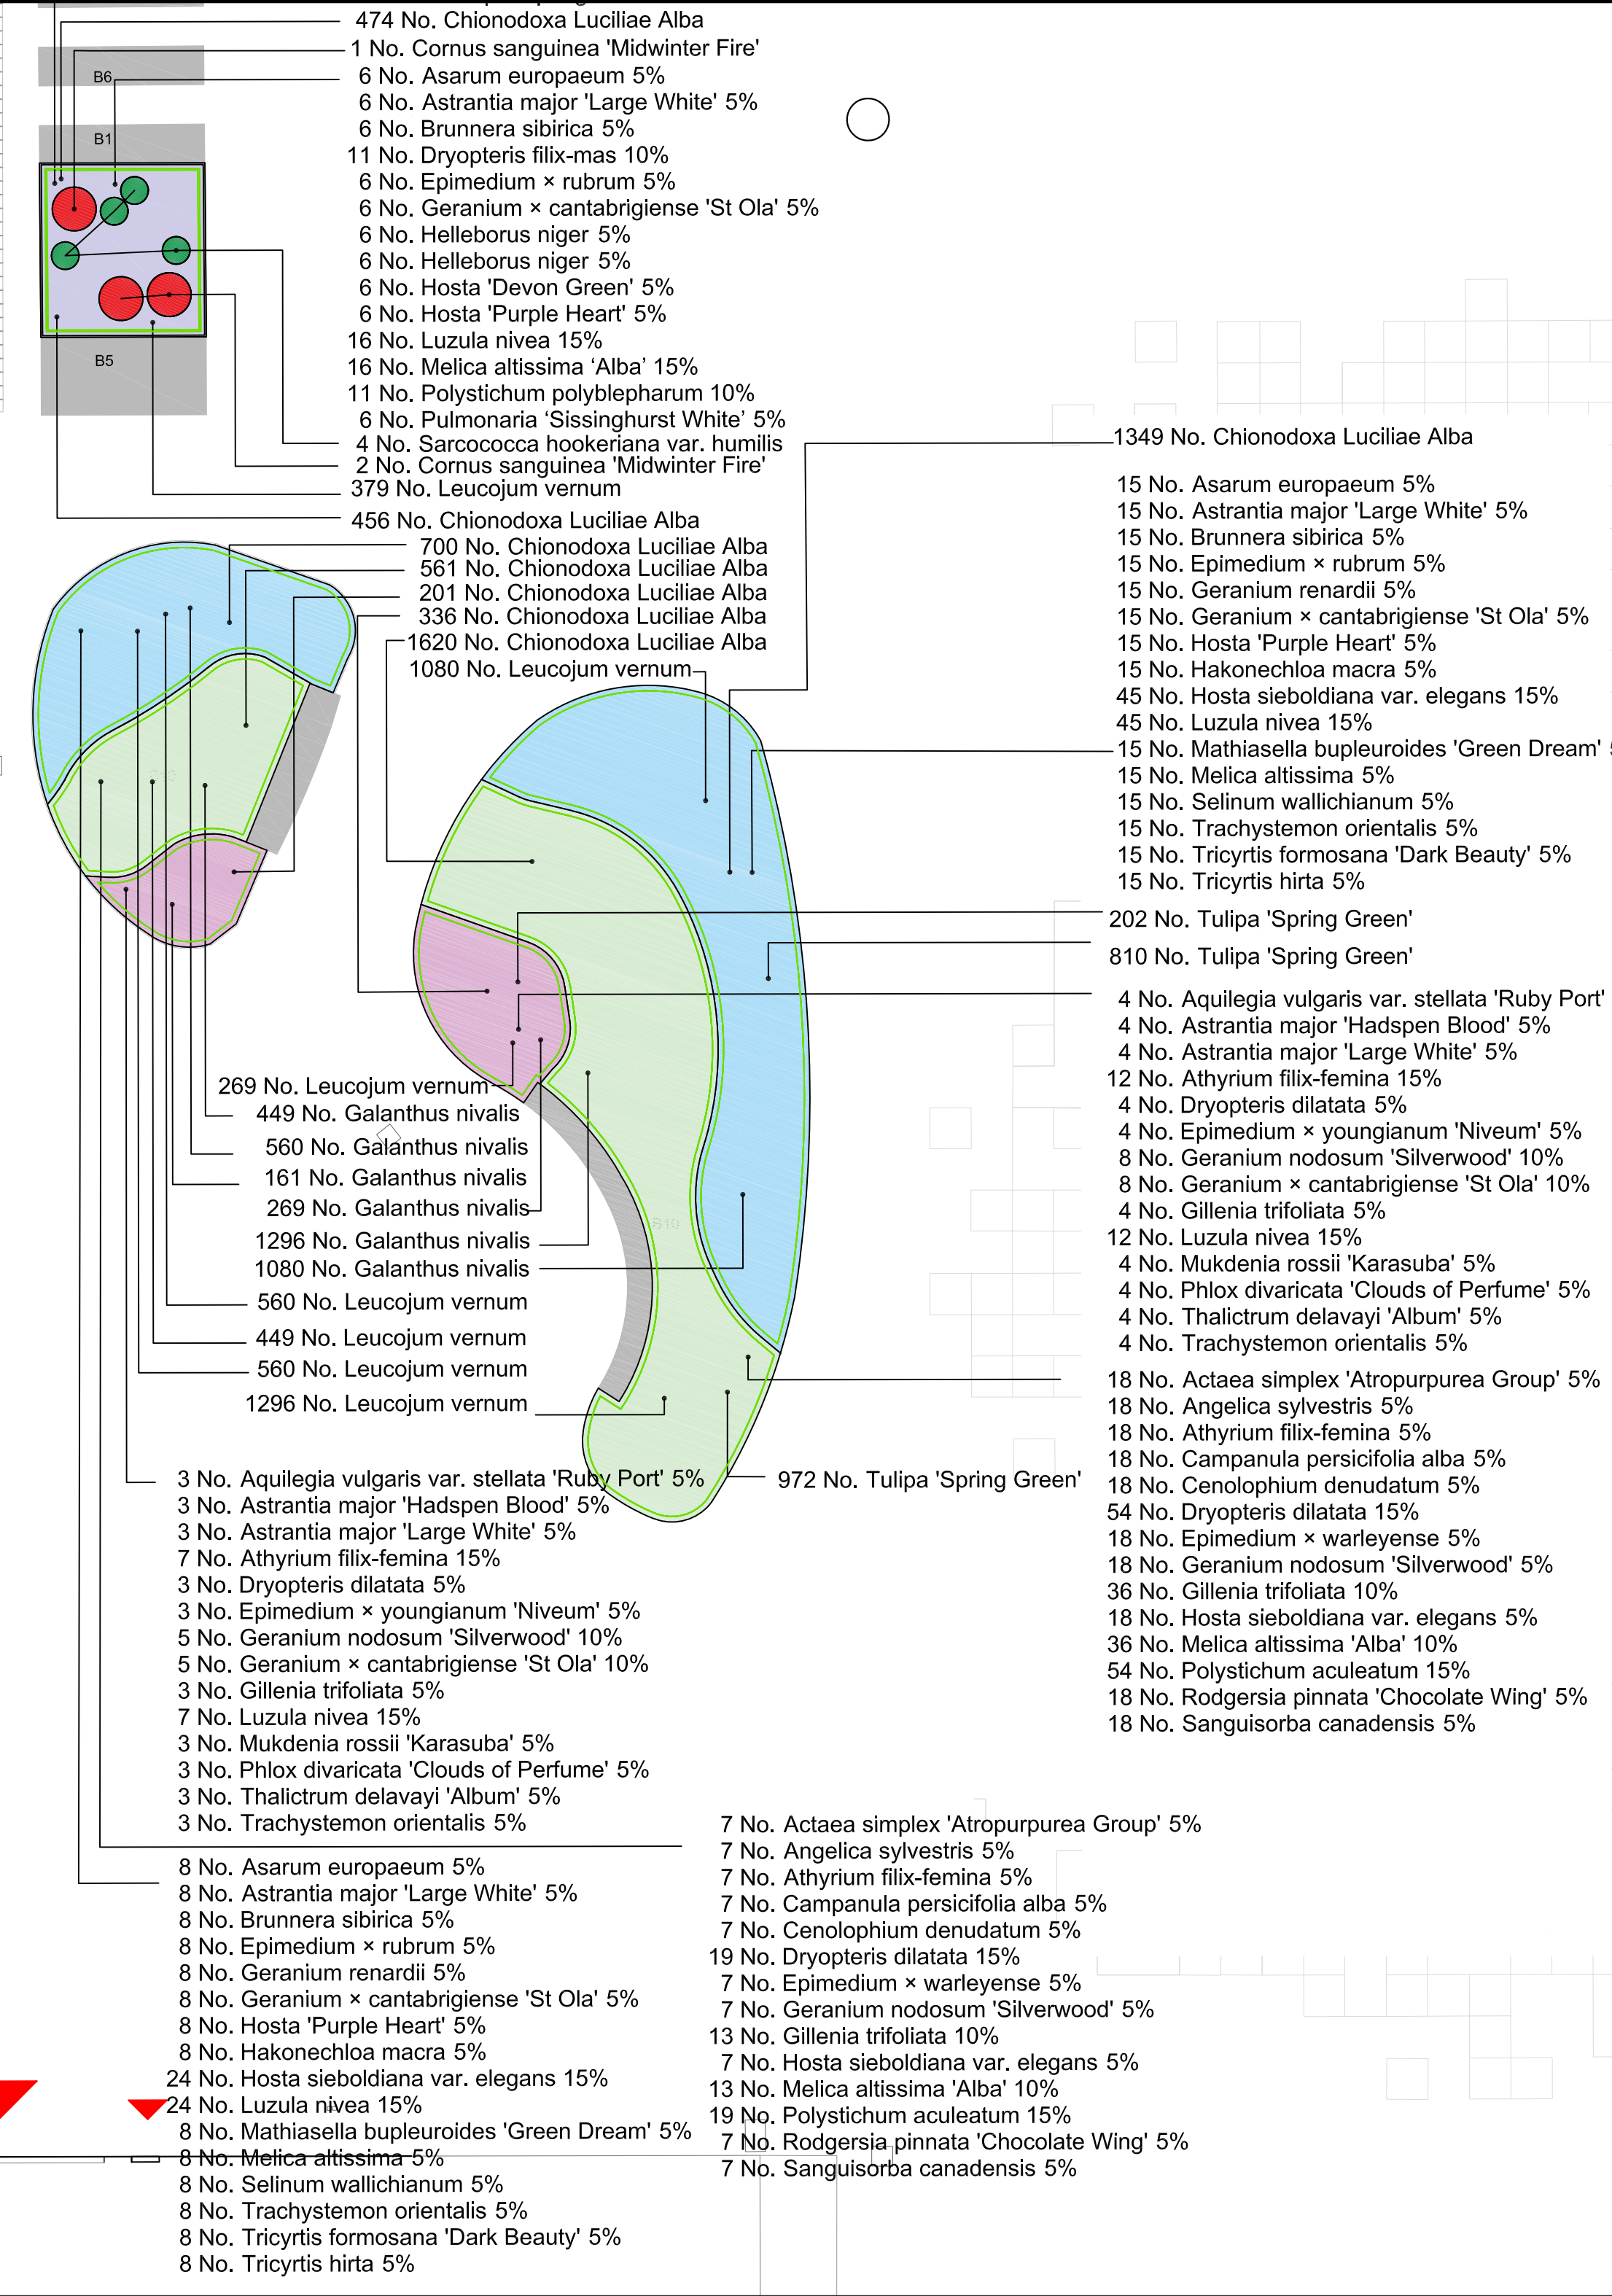 474 No. Chionodoxa Luciliae Alba
1 No. Cornus sanguinea 'Midwinter Fire'
B6
6 No. Asarum europaeum 5%
6 No. Astrantia major 'Large White' 5%
6 No. Brunnera sibirica 5%
B1
11 No. Dryopteris filix-mas 10%
6 No. Epimedium × rubrum 5%
6 No. Geranium × cantabrigiense 'St Ola' 5%
6 No. Helleborus niger 5%
6 No. Helleborus niger 5%
6 No. Hosta 'Devon Green' 5%
6 No. Hosta 'Purple Heart' 5%
16 No. Luzula nivea 15%
B5
16 No. Melica altissima ‘Alba’ 15%
11 No. Polystichum polyblepharum 10%
6 No. Pulmonaria ‘Sissinghurst White’ 5%
4 No. Sarcococca hookeriana var. humilis
2 No. Cornus sanguinea 'Midwinter Fire'
379 No. Leucojum vernum
456 No. Chionodoxa Luciliae Alba
700 No. Chionodoxa Luciliae Alba
561 No. Chionodoxa Luciliae Alba
201 No. Chionodoxa Luciliae Alba
336 No. Chionodoxa Luciliae Alba
1620 No. Chionodoxa Luciliae Alba
1080 No. Leucojum vernum
1349 No. Chionodoxa Luciliae Alba
15 No. Asarum europaeum 5%
15 No. Astrantia major 'Large White' 5%
15 No. Brunnera sibirica 5%
15 No. Epimedium × rubrum 5%
15 No. Geranium renardii 5%
15 No. Geranium × cantabrigiense 'St Ola' 5%
15 No. Hosta 'Purple Heart' 5%
15 No. Hakonechloa macra 5%
45 No. Hosta sieboldiana var. elegans 15%
45 No. Luzula nivea 15%
15 No. Mathiasella bupleuroides 'Green Dream'
15 No. Melica altissima 5%
15 No. Selinum wallichianum 5%
15 No. Trachystemon orientalis 5%
15 No. Tricyrtis formosana 'Dark Beauty' 5%
15 No. Tricyrtis hirta 5%
202 No. Tulipa 'Spring Green'
810 No. Tulipa 'Spring Green'
4 No. Aquilegia vulgaris var. stellata 'Ruby Port'
4 No. Astrantia major 'Hadspen Blood' 5%
4 No. Astrantia major 'Large White' 5%
12 No. Athyrium filix-femina 15%
4 No. Dryopteris dilatata 5%
4 No. Epimedium × youngianum 'Niveum' 5%
8 No. Geranium nodosum 'Silverwood' 10%
8 No. Geranium × cantabrigiense 'St Ola' 10%
4 No. Gillenia trifoliata 5%
12 No. Luzula nivea 15%
4 No. Mukdenia rossii 'Karasuba' 5%
4 No. Phlox divaricata 'Clouds of Perfume' 5%
4 No. Thalictrum delavayi 'Album' 5%
4 No. Trachystemon orientalis 5%
269 No. Leucojum vernum
449 No. Galanthus nivalis
560 No. Galanthus nivalis
161 No. Galanthus nivalis
269 No. Galanthus nivalis
B10
1296 No. Galanthus nivalis
1080 No. Galanthus nivalis
560 No. Leucojum vernum
449 No. Leucojum vernum
560 No. Leucojum vernum
1296 No. Leucojum vernum
18 No. Actaea simplex 'Atropurpurea Group' 5%
18 No. Angelica sylvestris 5%
18 No. Athyrium filix-femina 5%
18 No. Campanula persicifolia alba 5%
18 No. Cenolophium denudatum 5%
54 No. Dryopteris dilatata 15%
18 No. Epimedium × warleyense 5%
18 No. Geranium nodosum 'Silverwood' 5%
36 No. Gillenia trifoliata 10%
18 No. Hosta sieboldiana var. elegans 5%
36 No. Melica altissima 'Alba' 10%
54 No. Polystichum aculeatum 15%
18 No. Rodgersia pinnata 'Chocolate Wing' 5%
18 No. Sanguisorba canadensis 5%
972 No. Tulipa 'Spring Green'
3 No. Aquilegia vulgaris var. stellata 'Ruby Port' 5%
3 No. Astrantia major 'Hadspen Blood' 5%
3 No. Astrantia major 'Large White' 5%
7 No. Athyrium filix-femina 15%
3 No. Dryopteris dilatata 5%
3 No. Epimedium × youngianum 'Niveum' 5%
5 No. Geranium nodosum 'Silverwood' 10%
5 No. Geranium × cantabrigiense 'St Ola' 10%
3 No. Gillenia trifoliata 5%
7 No. Luzula nivea 15%
3 No. Mukdenia rossii 'Karasuba' 5%
3 No. Phlox divaricata 'Clouds of Perfume' 5%
3 No. Thalictrum delavayi 'Album' 5%
3 No. Trachystemon orientalis 5%
8 No. Asarum europaeum 5%
8 No. Astrantia major 'Large White' 5%
8 No. Brunnera sibirica 5%
8 No. Epimedium × rubrum 5%
8 No. Geranium renardii 5%
8 No. Geranium × cantabrigiense 'St Ola' 5%
8 No. Hosta 'Purple Heart' 5%
8 No. Hakonechloa macra 5%
24 No. Hosta sieboldiana var. elegans 15%
24 No. Luzula nivea 15%
8 No. Mathiasella bupleuroides 'Green Dream' 5%
8 No. Melica altissima 5%
8 No. Selinum wallichianum 5%
8 No. Trachystemon orientalis 5%
8 No. Tricyrtis formosana 'Dark Beauty' 5%
8 No. Tricyrtis hirta 5%
7 No. Actaea simplex 'Atropurpurea Group' 5%
7 No. Angelica sylvestris 5%
7 No. Athyrium filix-femina 5%
7 No. Campanula persicifolia alba 5%
7 No. Cenolophium denudatum 5%
19 No. Dryopteris dilatata 15%
7 No. Epimedium × warleyense 5%
7 No. Geranium nodosum 'Silverwood' 5%
13 No. Gillenia trifoliata 10%
7 No. Hosta sieboldiana var. elegans 5%
13 No. Melica altissima 'Alba' 10%
19 No. Polystichum aculeatum 15%
7 No. Rodgersia pinnata 'Chocolate Wing' 5%
7 No. Sanguisorba canadensis 5%